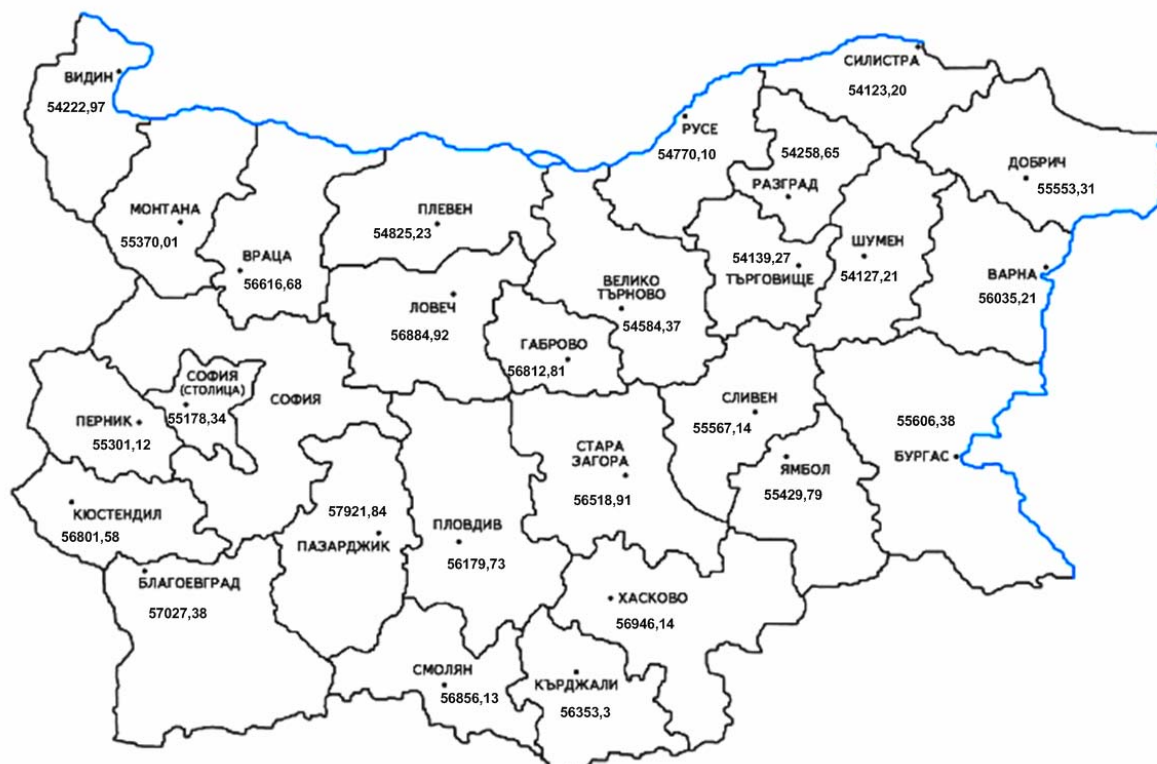 ВИДИН
54222,97
СИЛИСТРА
54123,20
РУСЕ
54770,10
54258,65
РАЗГРАД
ДОБРИЧ
55553,31
МОНТАНА
55370,01
ВРАЦА
56616,68
ПЛЕВЕН
54825,23
ЛОВЕЧ
56884,92
ВЕЛИКО
ТЪРНОВО
54584,37
54139,27
ТЪРГОВИЩЕ
ШУМЕН
54127,21
ВАРНА
56035,21
ГАБРОВО
56812,81
СОФИЯ
(СТОЛИЦА)
55178,34
СОФИЯ
ПЕРНИК
55301,12
СЛИВЕН
55567,14
55606,38
БУРГАС
СТАРА
ЗАГОРА
56518,91
ЯМБОЛ
55429,79
КЮСТЕНДИЛ
56801,58
57921,84
ПАЗАРДЖИК
ПЛОВДИВ
56179,73
БЛАГОЕВГРАД
57027,38
ХАСКОВО
56946,14
СМОЛЯН
56856,13
КЪРДЖАЛИ
56353,3